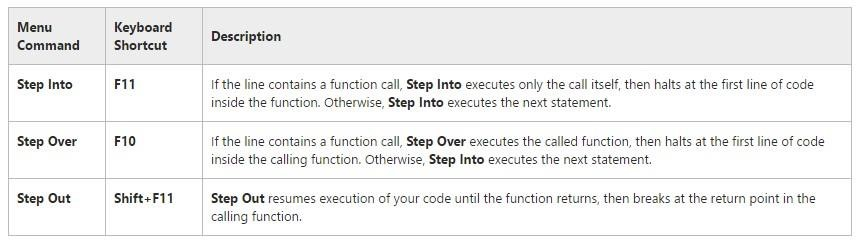 Menu Command
Keyboard Shortcut
Description
Step Into
F11
If the line contains a function call, Step Into executes only the call itself, then halts at the first line of code
inside the function. Otherwise, Step Into executes the next statement.
Step Over
F10
If the line contains a function call, Step Over executes the called function, then halts at the first line of code
inside the calling function. Otherwise, Step Into executes the next statement.
Step Out
Shift+F11
Step Out resumes execution of your code until the function returns, then breaks at the return point in the
calling function.